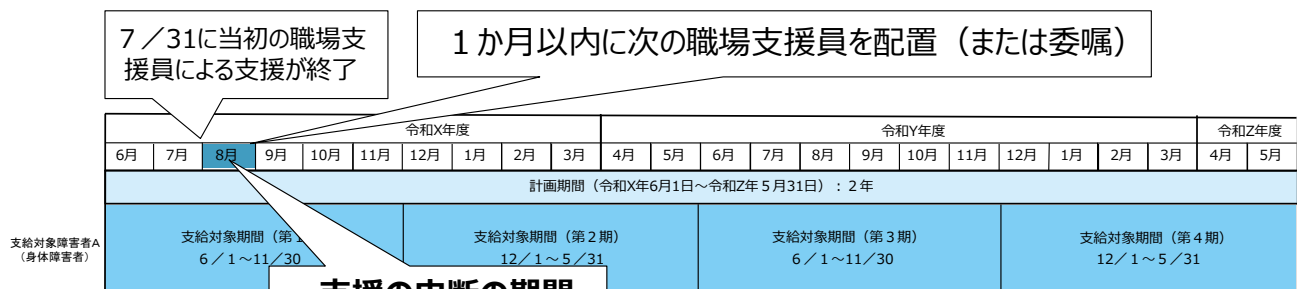 ７／31に当初の職場支
援員による支援が終了
１か月以内に次の職場支援員を配置（または委嘱）
令和X年度 令和Y年度 令和Z年度
6月 7月 8月 9月 10月 11月 12月 1月 2月 3月 4月 5月 6月 7月 8月 9月 10月 11月 12月 1月 2月 3月 4月 5月
計画期間（令和X年6月1日～令和Z年５月31日）：２年
支給対象障害者A
（身体障害者）
支給対象期間（第１
６／１～11／30
支給対象期間（第２期）
12／１～５／31
支給対象期間（第３期）
６／１～11／30
支給対象期間（第４期）
12／１～５／31
支援の中断の期間